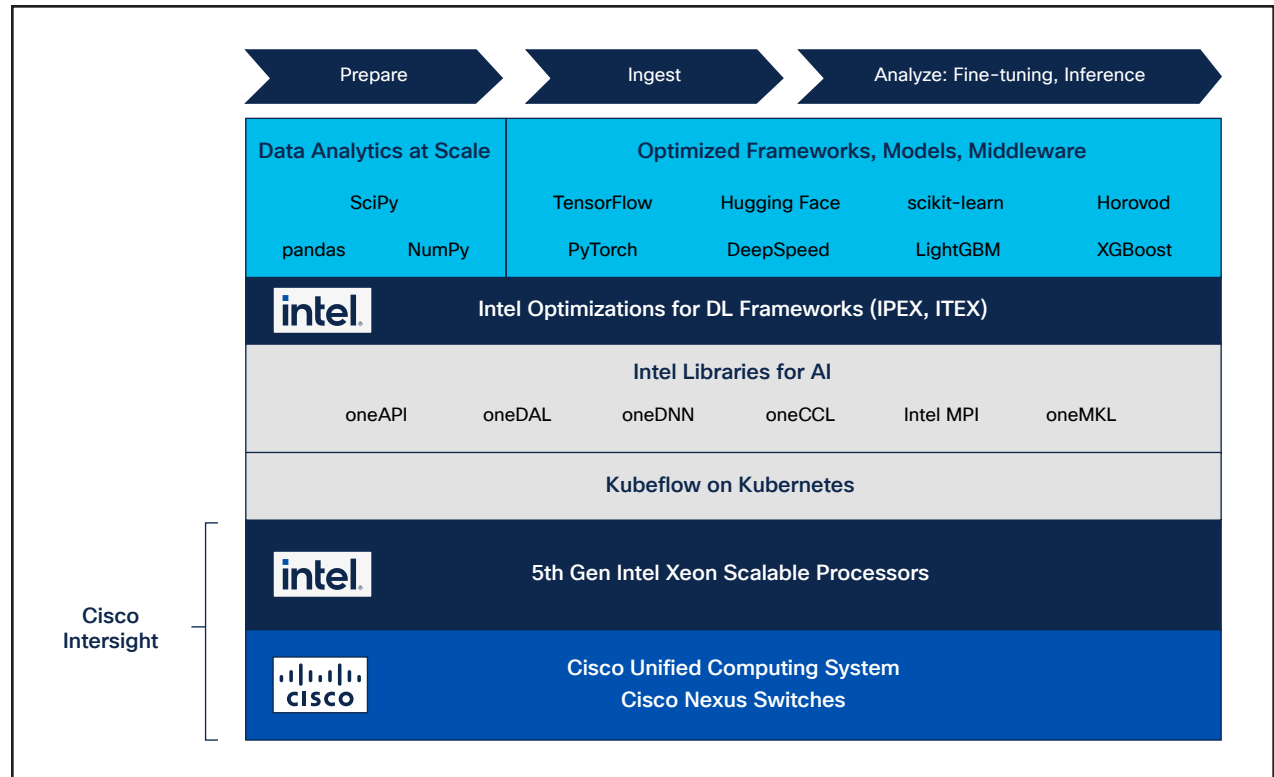 Prepare
Ingest
Analyze: Fine-tuning, Inference
Data Analytics at Scale
SciPy
pandas NumPy
Optimized Frameworks, Models, Middleware
TensorFlow Hugging Face scikit-learn Horovod
PyTorch DeepSpeed LightGBM XGBoost
intel.
Intel Optimizations for DL Frameworks (IPEX, ITEX)
Intel Libraries for AI
oneAPI oneDAL oneDNN oneCCL Intel MPI oneMKL
Kubeflow on Kubernetes
Cisco
Intersight
intel.
5th Gen Intel Xeon Scalable Processors
CISCO
Cisco Unified Computing System
Cisco Nexus Switches